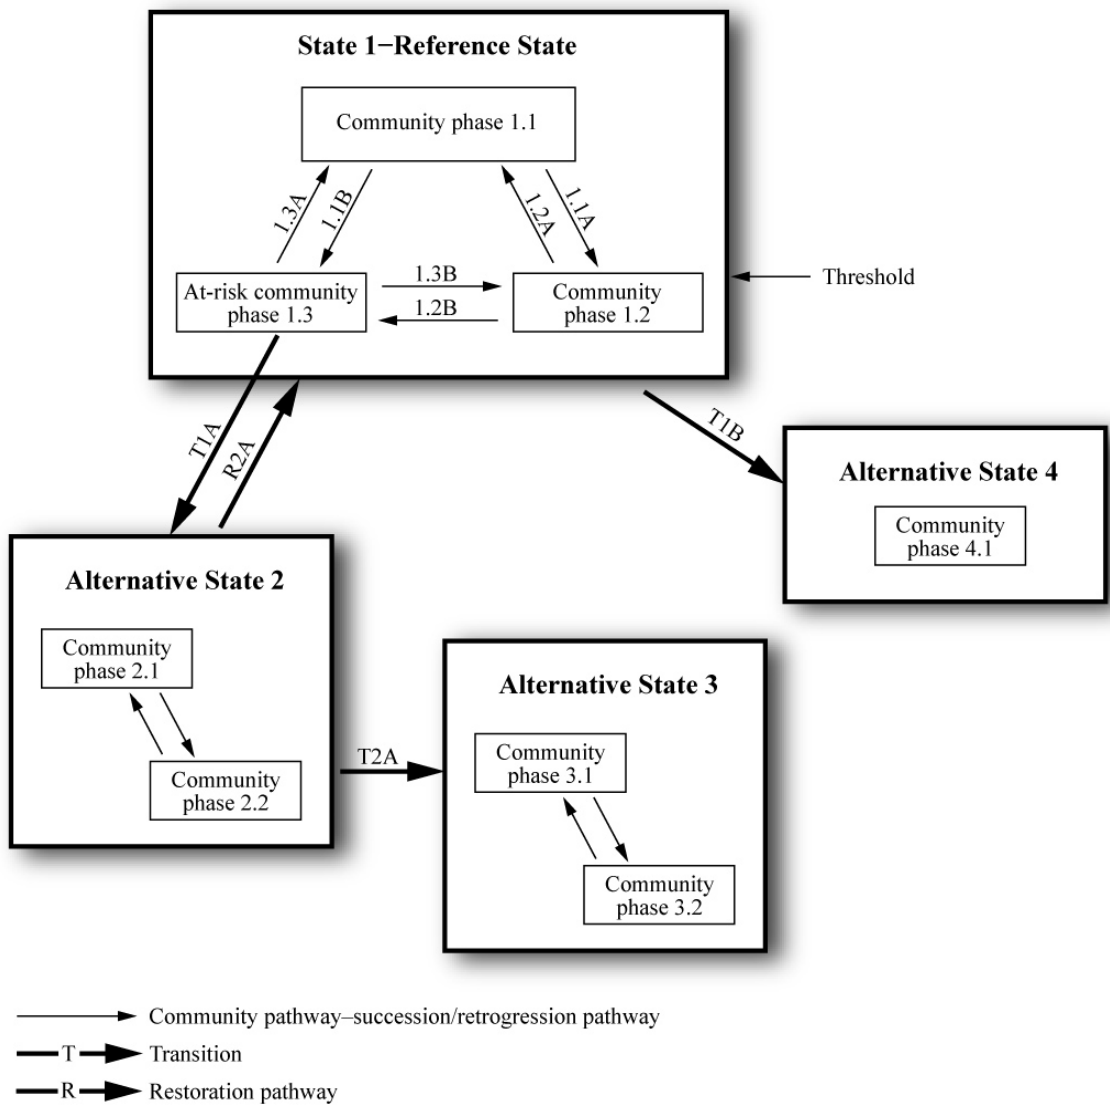 State 1–Reference State
Community phase 1.1
1.3A
1.1B
1.2A
1.1A
At-risk community
phase 1.3
1.3B
1.2B
Community
phase 1.2
Threshold
T1A
R2A
T1B
Alternative State 4
Community
phase 4.1
Alternative State 2
Community
phase 2.1
Community
phase 2.2
T2A
Alternative State 3
Community
phase 3.1
Community
phase 3.2
Community pathway–succession/retrogression pathway
T Transition
R Restoration pathway